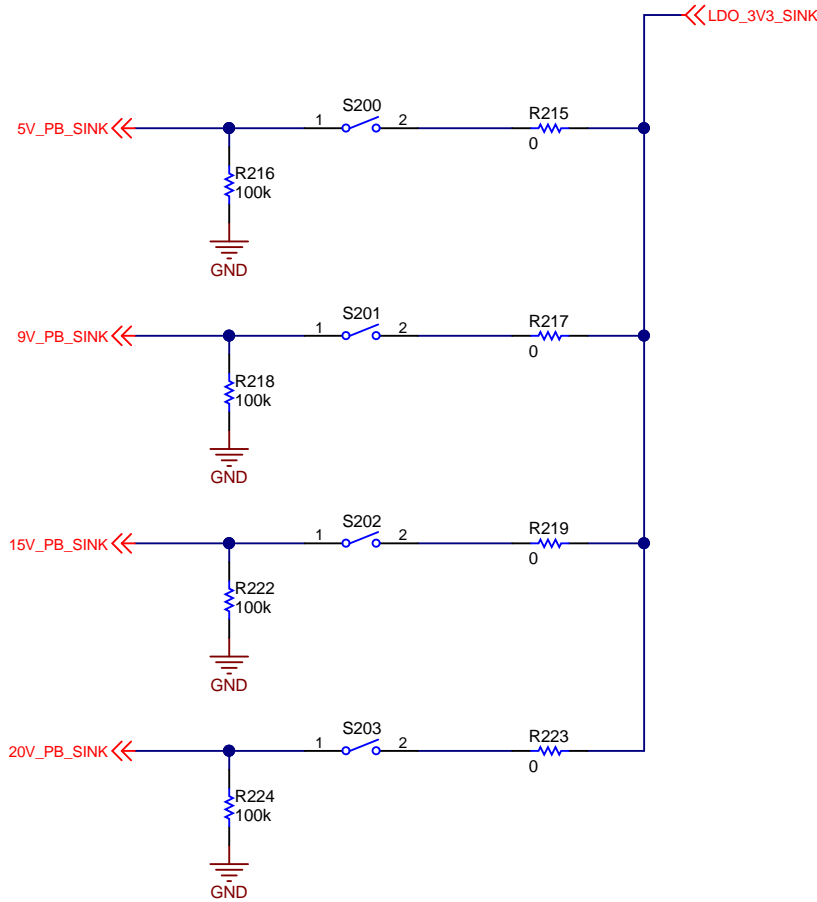 LDO_3V3_SINK
S200
R215
5V_PB_SINK
1
2
0
R216
100k
GND
S201
R217
9V_PB_SINK
1
2
0
R218
100k
GND
S202
R219
15V_PB_SINK
1
2
0
R222
100k
GND
S203
R223
20V_PB_SINK
1
2
0
R224
100k
GND